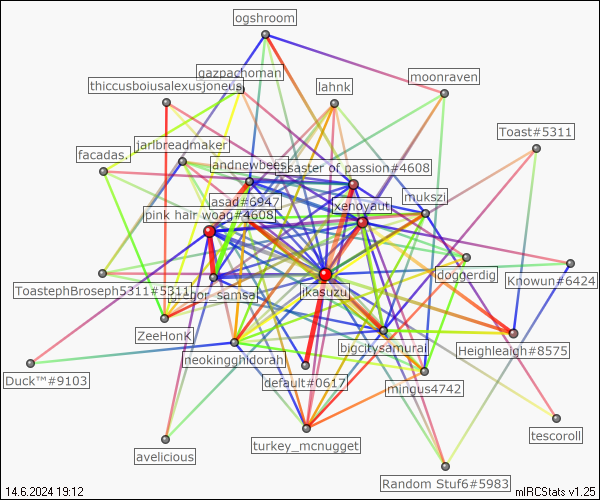 ogshroom
gazpachoman
moonraven
thiccusboiusalexusjoneus
lahnk
Toast#5311
jarlbreadmaker
facadas.
andnewbees
saster of passion#4608
mukszi
asad#6947
xenoyaut
pink hair woag#4608
doggerdig
Knowun#6424
ToastephBroseph5311#5311
gor_samsa
ikasuzu
ZeeHonK
neokingghidorah
bigcitysamurai
Heighleaigh#8575
Duck™#9103
default#0617
mingus4742
turkey_mcnugget
tescoroll
avelicious
Random Stuf6#5983
14.6.2024 19:12
mIRCStats v1.25